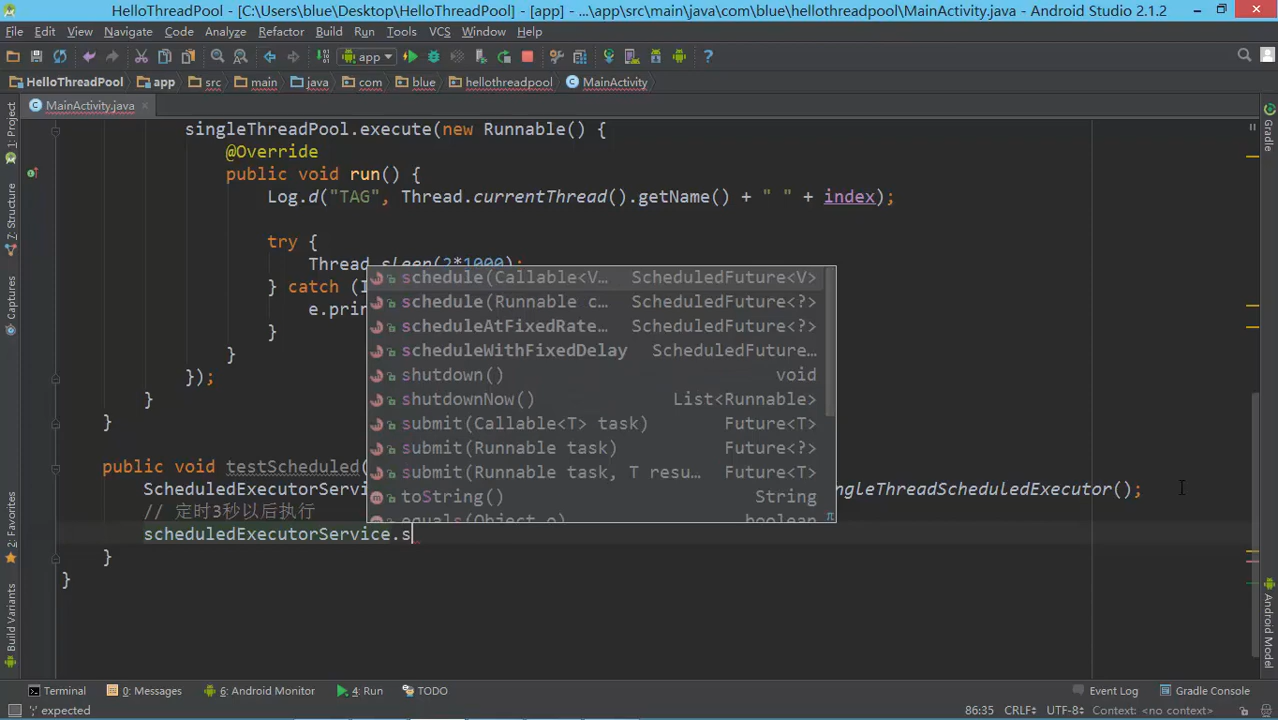 HelloThreadPool - [C:\Users\blue\Desktop\HelloThreadPool] - [app] - ...\app\src\main\java\com\blue\hellothreadpool\MainActivity.java - Android Studio 2.1.2
File Edit View Navigate Code Analyze Refactor Build Run Tools VCS Window Help
app
HelloThreadPool app src main java com blue hellothreadpool MainActivity
MainActivity.java
1: Project
7: Structure
Captures
2: Favorites
Build Variants
Gradle
Android Model
singleThreadPool.execute(new Runnable() {
@Override
public void run() {
Log.d("TAG", Thread.currentThread().getName() + " " + index);
try {
Thread.sleep(2*1000);
} catch (
e.prin
}
}
});
}
}
public void testScheduled(
ScheduledExecutorServi ngleThreadScheduledExecutor();
// 定时3秒以后执行
scheduledExecutorService.s
}
}
schedule(Callable<V... ScheduledFuture<V>
schedule(Runnable c... ScheduledFuture<?>
scheduleAtFixedRate... ScheduledFuture<?>
scheduleWithFixedDelay ScheduledFuture...
shutdown() void
shutdownNow() List<Runnable>
submit(Callable<T> task) Future<T>
submit(Runnable task) Future<?>
submit(Runnable task, T resu... Future<T>
toString() String
equals(Object o) boolean
Terminal 0: Messages 6: Android Monitor 4: Run TODO Event Log Gradle Console
expected 86:35 CRLF÷ UTF-8÷ Context: <no context>